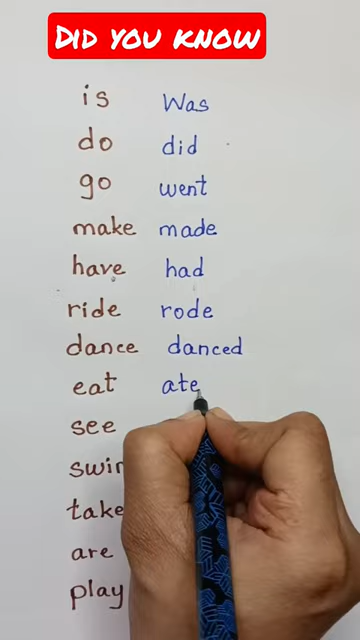 DID YOU KNOW
is Was
do did
go went
make made
have had
ride rode
dance danced
eat ate
see
take
are
play